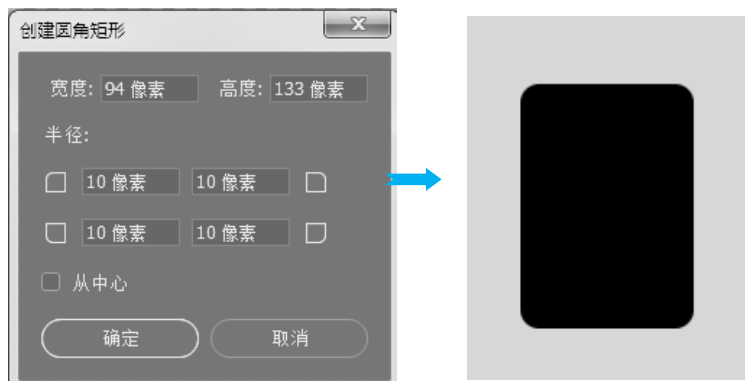 创建圆角矩形
宽度: 94 像素 高度: 133 像素
半径:
10 像素 10 像素
10 像素 10 像素
从中心
确定 取消